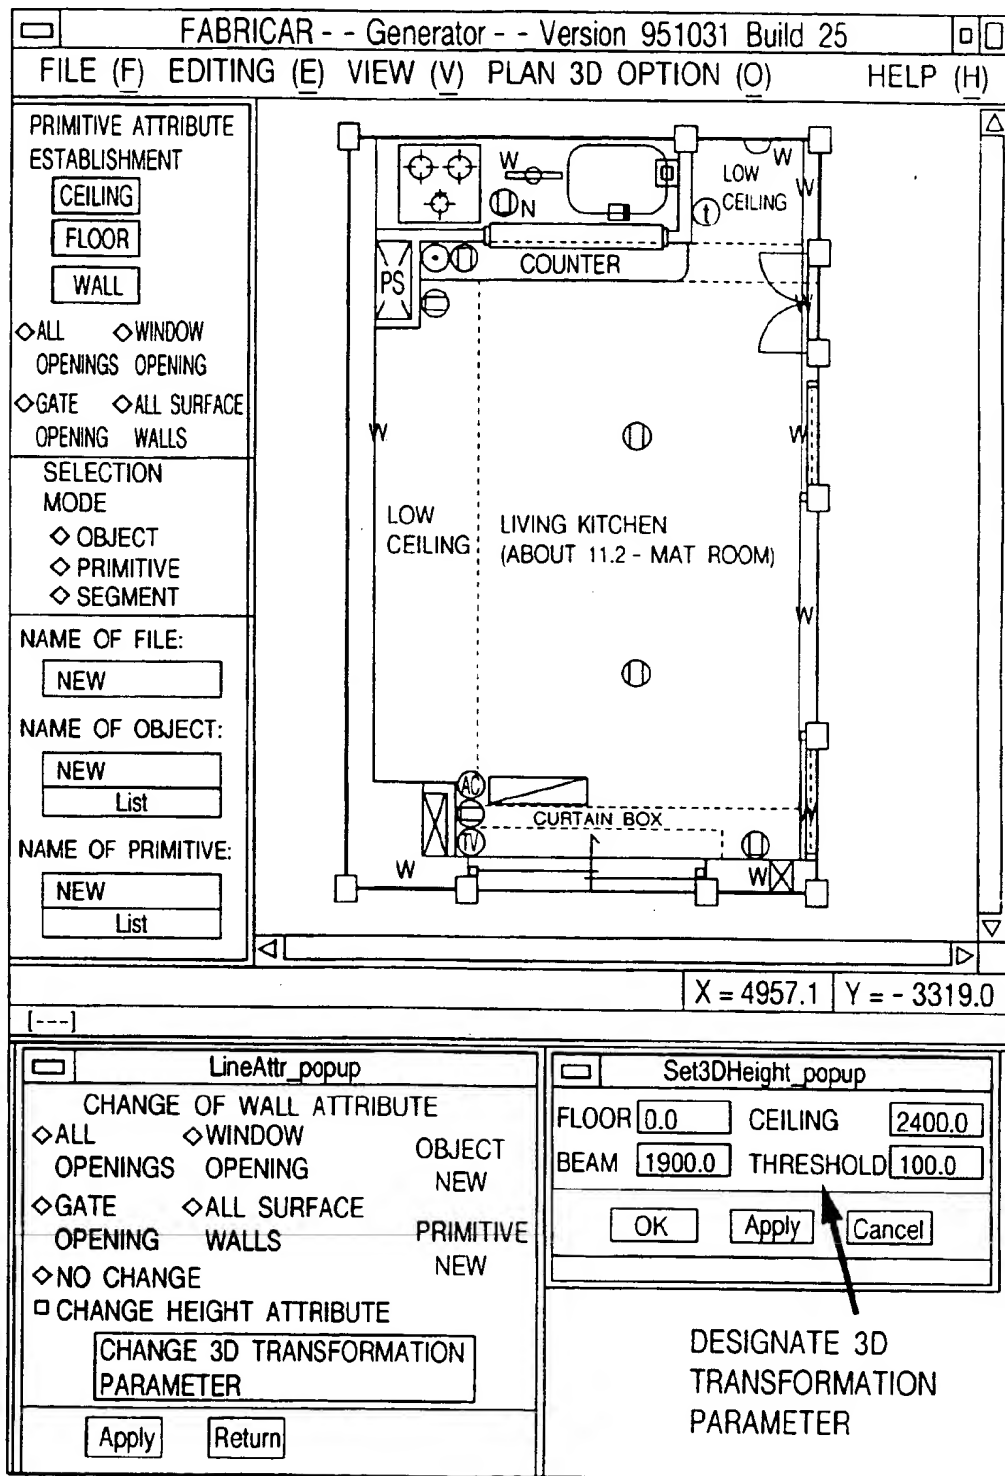 FABRICAR - - Generator - - Version 951031 Build 25
FILE (F) EDITING (E) VIEW (V) PLAN 3D OPTION (O) HELP (H)
PRIMITIVE ATTRIBUTE
ESTABLISHMENT
CEILING
FLOOR
WALL
ALL WINDOW
OPENINGS OPENING
GATE ALL SURFACE
OPENING WALLS
SELECTION
MODE
OBJECT
PRIMITIVE
SEGMENT
NAME OF FILE:
NEW
NAME OF OBJECT:
NEW
List
NAME OF PRIMITIVE:
NEW
List
W
N
W
LOW
CEILING
W
COUNTER
PS
W
W
W
LOW
CEILING
LIVING KITCHEN
(ABOUT 11.2 - MAT ROOM)
W
AC
CURTAIN BOX
W
TV
W
W
X = 4957.1 Y = - 3319.0
[---]
LineAttr_popup
CHANGE OF WALL ATTRIBUTE
ALL WINDOW
OPENINGS OPENING
OBJECT
NEW
GATE ALL SURFACE
OPENING WALLS
PRIMITIVE
NEW
NO CHANGE
CHANGE HEIGHT ATTRIBUTE
CHANGE 3D TRANSFORMATION
PARAMETER
Apply Return
Set3DHeight_popup
FLOOR 0.0 CEILING 2400.0
BEAM 1900.0 THRESHOLD 100.0
OK Apply Cancel
DESIGNATE 3D
TRANSFORMATION
PARAMETER